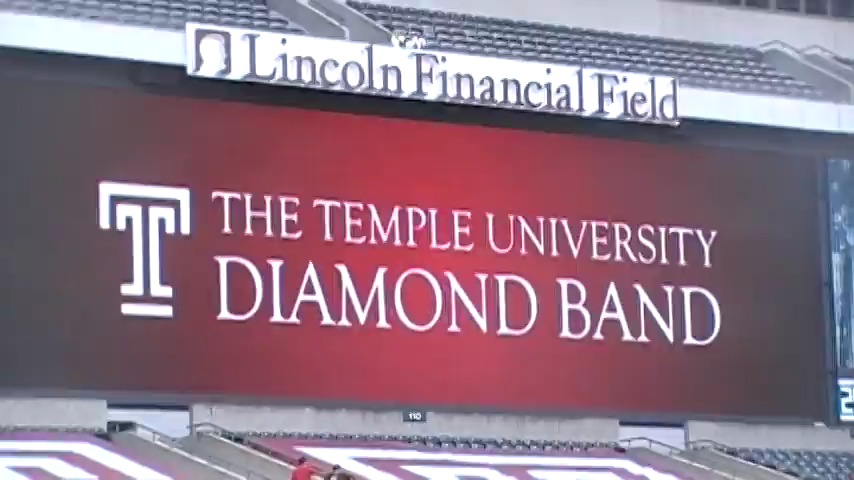 Lincoln Financial Field
T THE TEMPLE UNIVERSITY
DIAMOND BAND
110